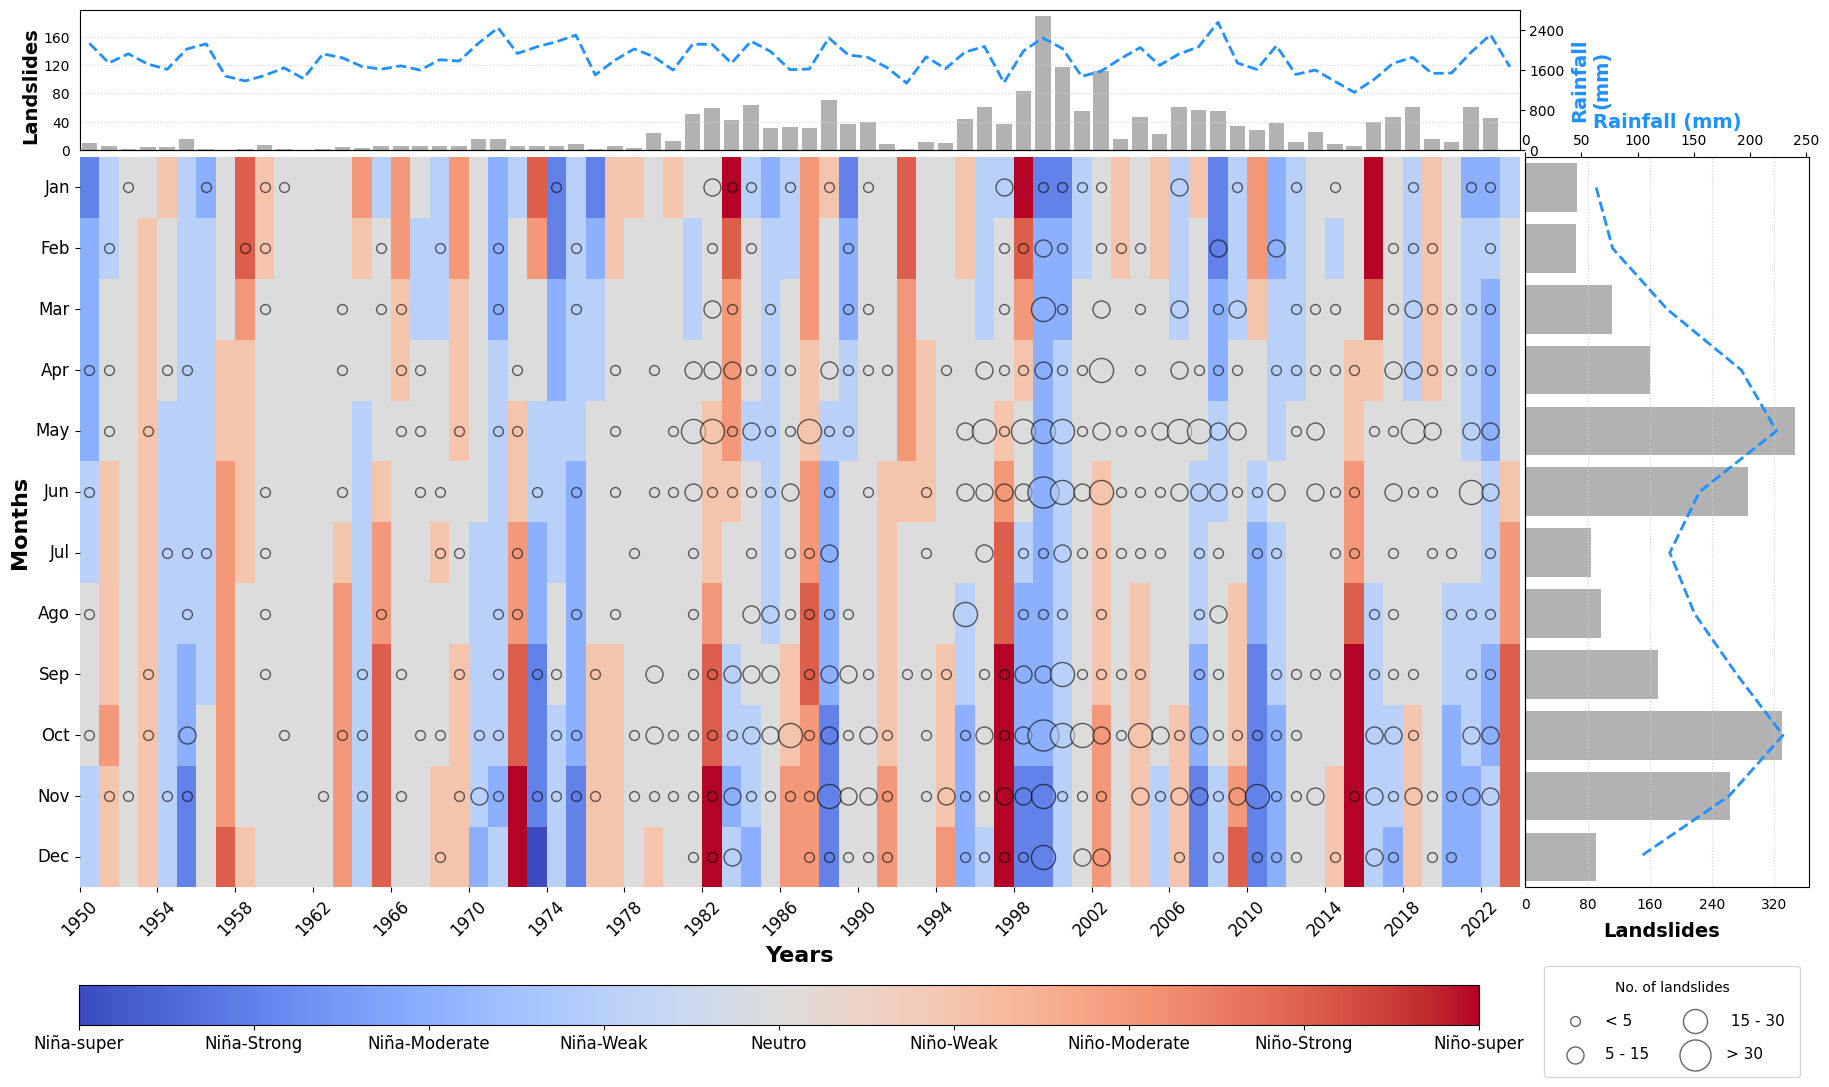 Landslides
160
120
80
40
0
2400
1600
800
0
Rainfall
(mm)
Rainfall (mm)
0 50 100 150 200 250
Months
Jan
Feb
Mar
Apr
May
Jun
Jul
Ago
Sep
Oct
Nov
Dec
1950 1954 1958 1962 1966 1970 1974 1978 1982 1986 1990 1994 1998 2002 2006 2010 2014 2018 2022
Years
0 80 160 240 320
Landslides
Niña-super Niña-Strong Niña-Moderate Niña-Weak Neutro Niño-Weak Niño-Moderate Niño-Strong Niño-super
No. of landslides
< 5 15 - 30
5 - 15 > 30